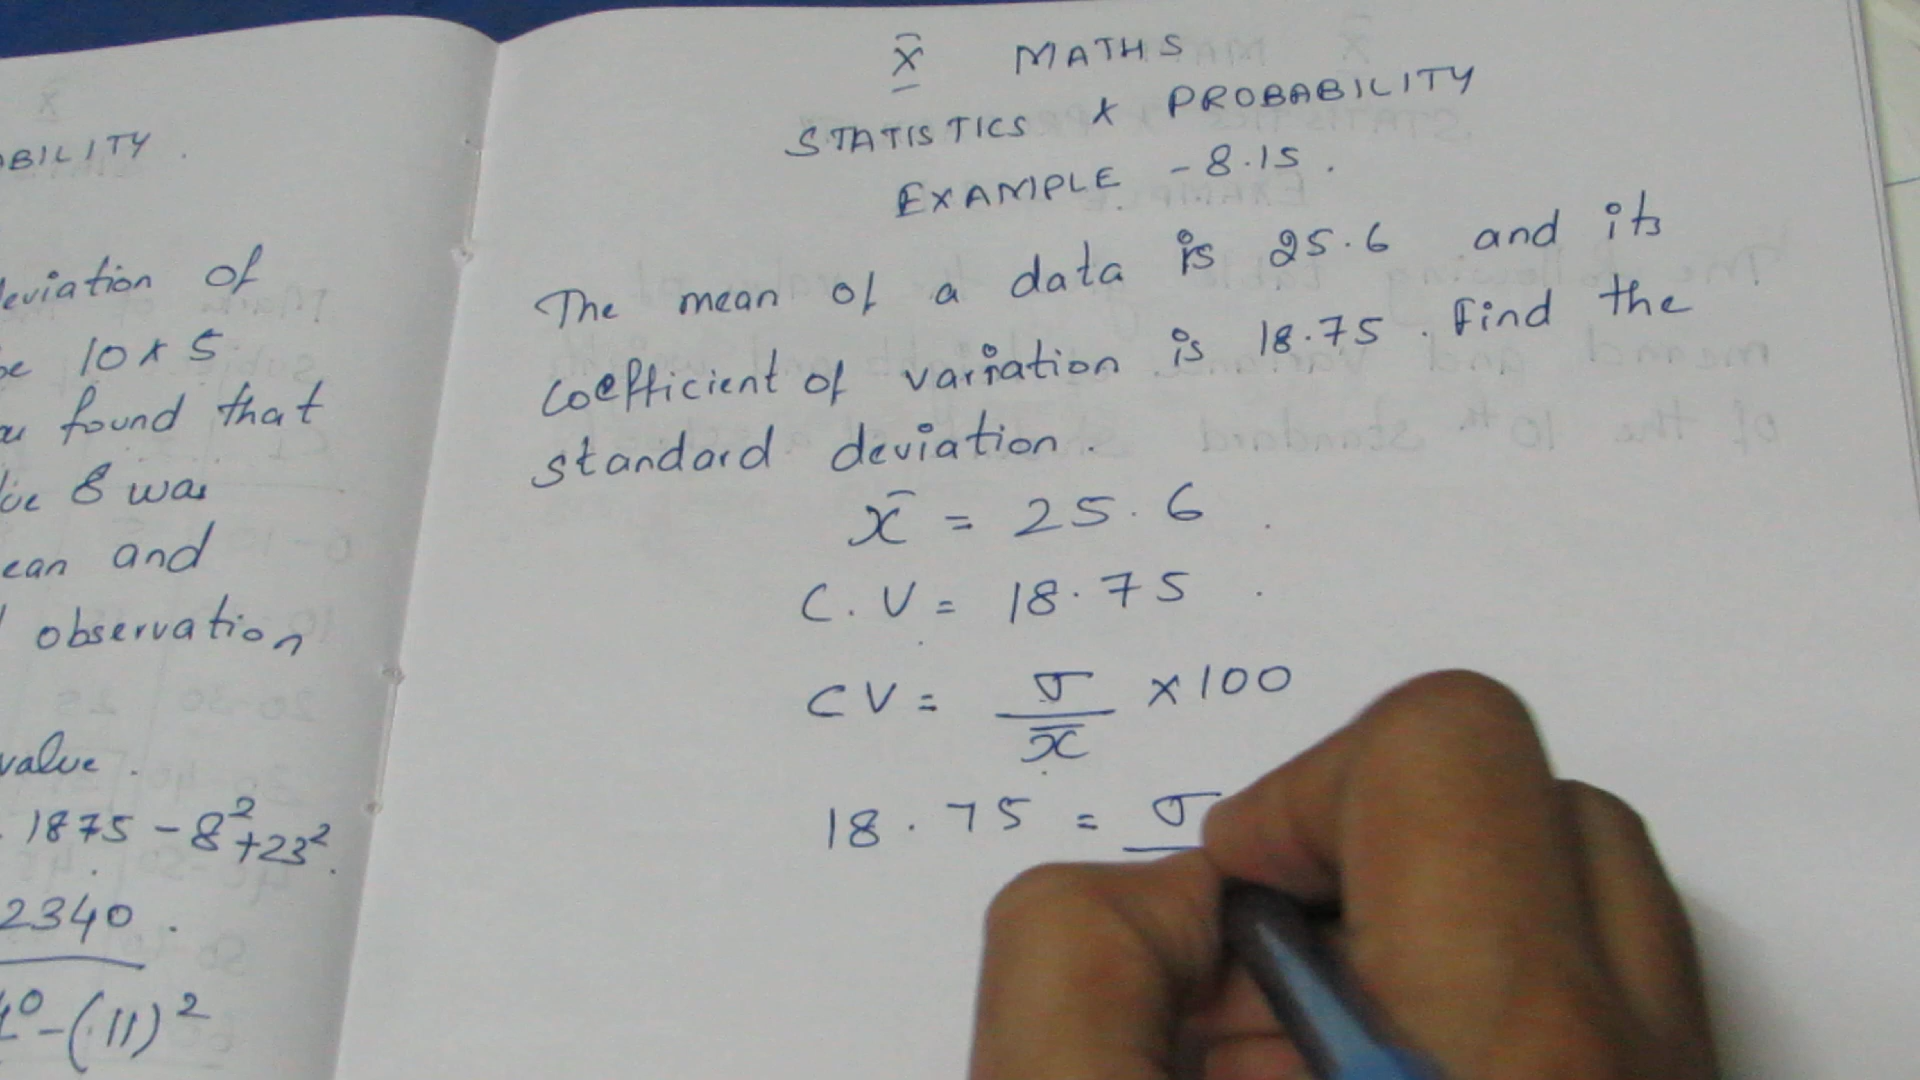 BILITY .
deviation of
10 x 5
found that
8 was
and
observation
value .
1875 - 8² + 23² .
2340 .
- (11)²
X̄ MATHS
STATISTICS x PROBABILITY
EXAMPLE - 8.15 .
The mean of a data is 25.6 and its
coefficient of variation is 18.75 . Find the
standard deviation .
x̄ = 25.6 .
C.V = 18.75 .
CV = σ/x̄ x 100
18.75 = σ